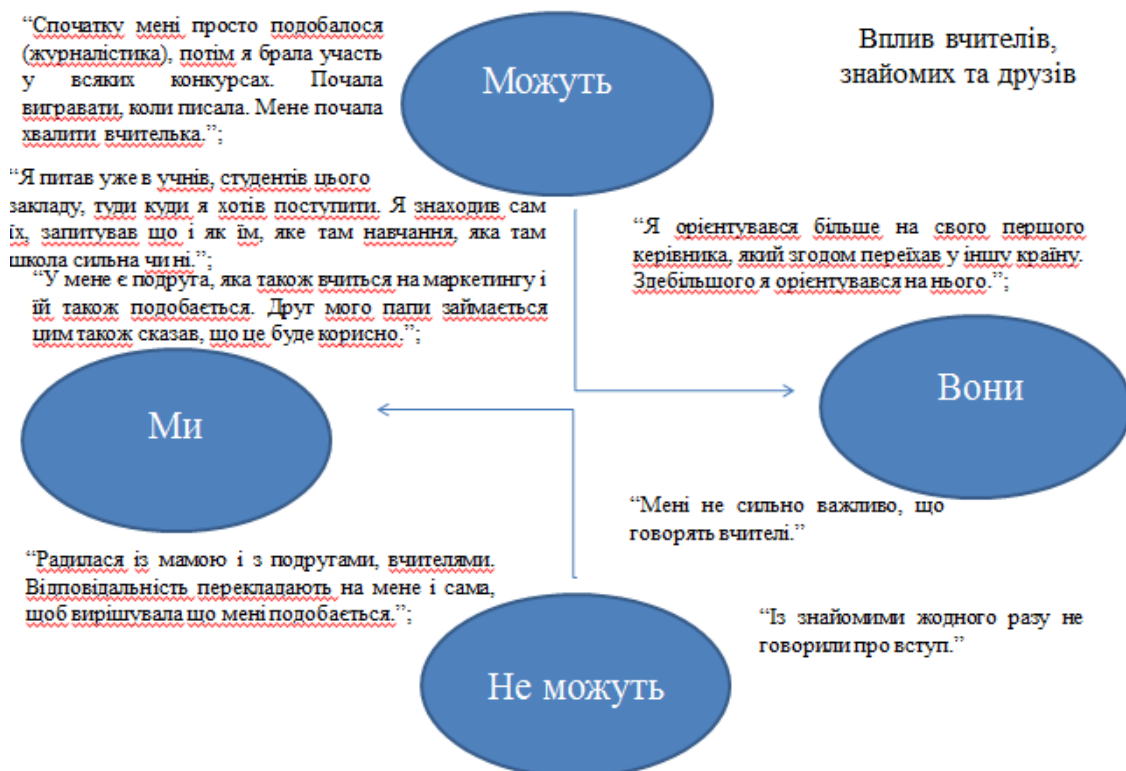 “Спочатку мені просто подобалося
(журналістика), потім я брала участь
у всяких конкурсах. Почала
вигравати, коли писала. Мене почала
хвалити вчителька.”;
Можуть
Вплив вчителів,
знайомих та друзів
“Я питав уже в учнів, студентів цього
закладу, туди куди я хотів поступити. Я знаходив сам
їх, запитував що і як їм, яке там навчання, яка там
школа сильна чи ні.”;
“У мене є подруга, яка також вчиться на маркетингу і
їй також подобається. Друг мого папи займається
цим також сказав, що це буде корисно.”;
“Я орієнтувався більше на свого першого
керівника, який згодом переїхав у іншу країну.
Здебільшого я орієнтувався на нього.”;
Ми
Вони
“Мені не сильно важливо, що
говорять вчителі.”
“Радилася із мамою і з подругами, вчителями.
Відповідальність перекладають на мене і сама,
щоб вирішувала що мені подобається.”;
“Із знайомими жодного разу не
говорили про вступ.”
Не можуть